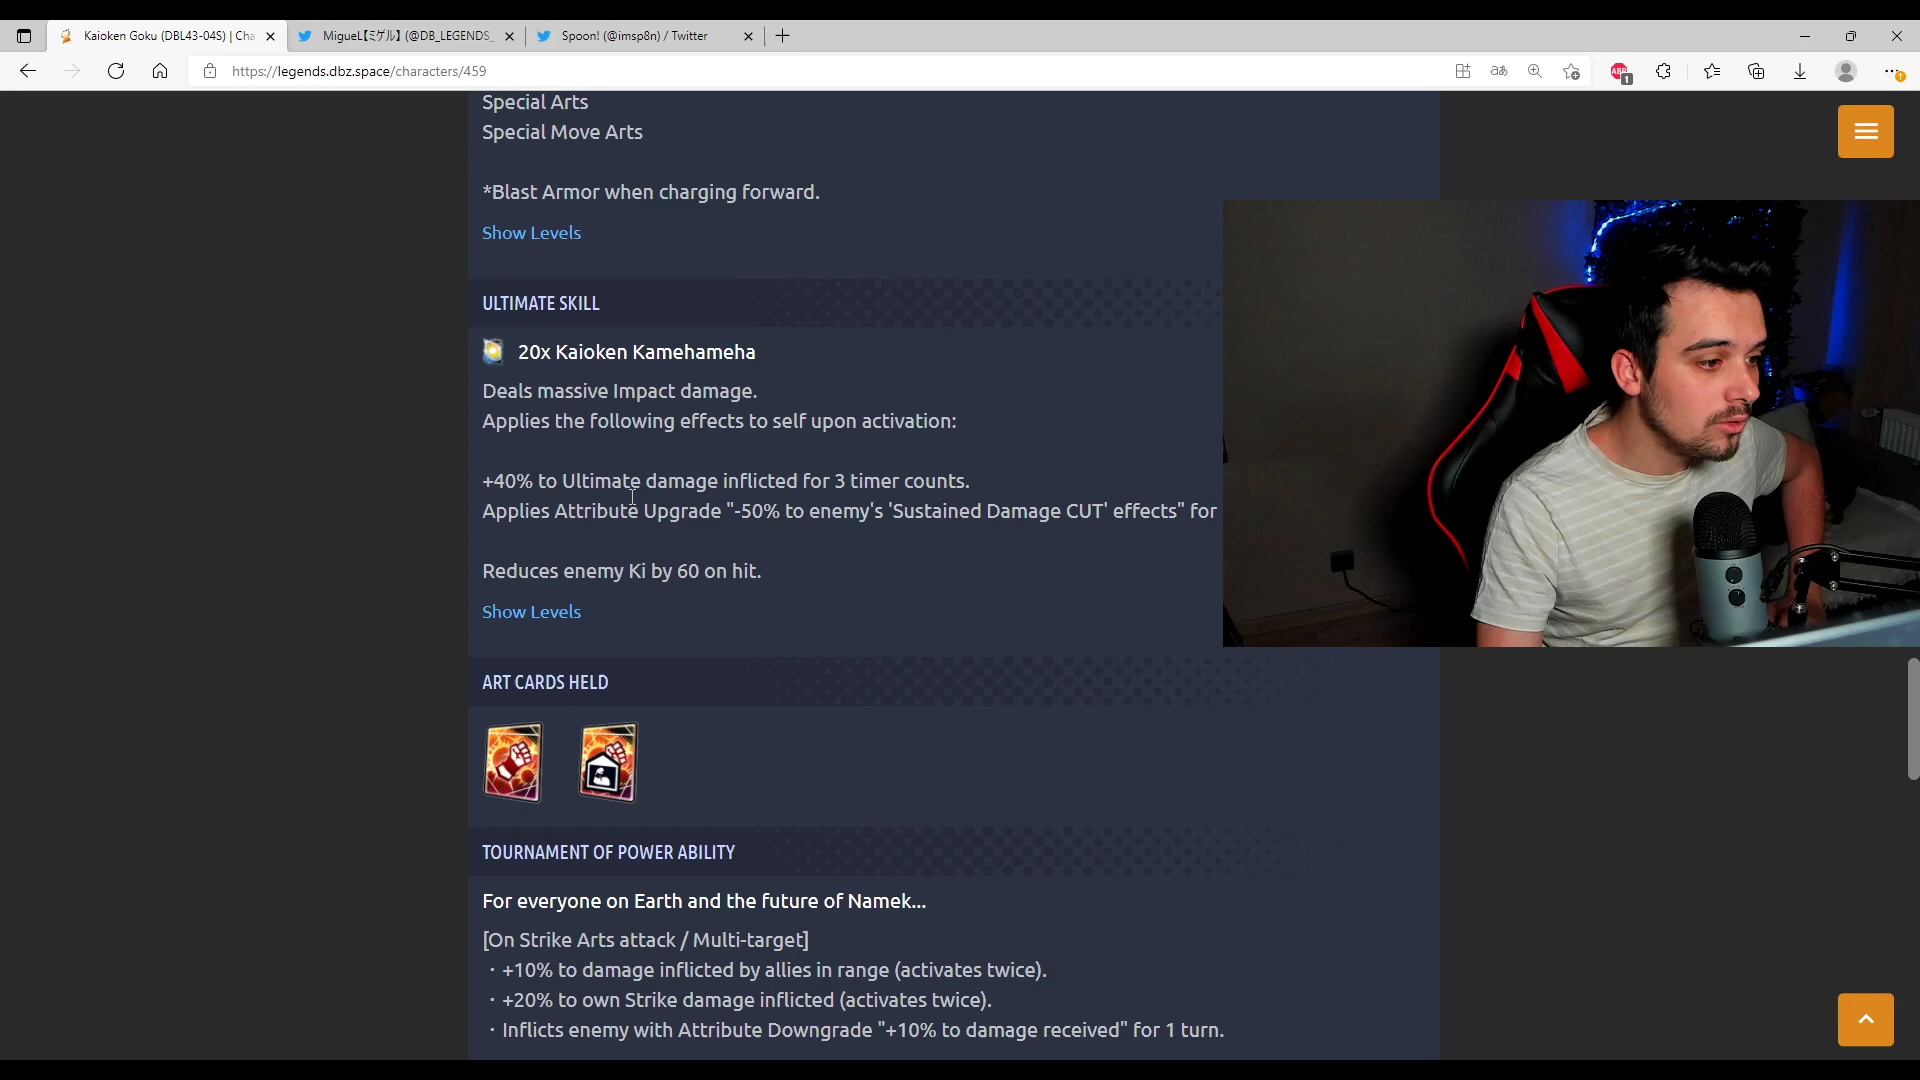 Kaioken Goku (DBL43-04S) | Cha
MigueL【ミゲル】 (@DB_LEGENDS_
Spoon! (@imsp8n) / Twitter
https://legends.dbz.space/characters/459
aあ
ABP
1
Special Arts
Special Move Arts
*Blast Armor when charging forward.
Show Levels
ULTIMATE SKILL
20x Kaioken Kamehameha
Deals massive Impact damage.
Applies the following effects to self upon activation:
+40% to Ultimate damage inflicted for 3 timer counts.
Applies Attribute Upgrade "-50% to enemy's 'Sustained Damage CUT' effects" for
Reduces enemy Ki by 60 on hit.
Show Levels
ART CARDS HELD
TOURNAMENT OF POWER ABILITY
For everyone on Earth and the future of Namek...
[On Strike Arts attack / Multi-target]
・+10% to damage inflicted by allies in range (activates twice).
・+20% to own Strike damage inflicted (activates twice).
・Inflicts enemy with Attribute Downgrade "+10% to damage received" for 1 turn.